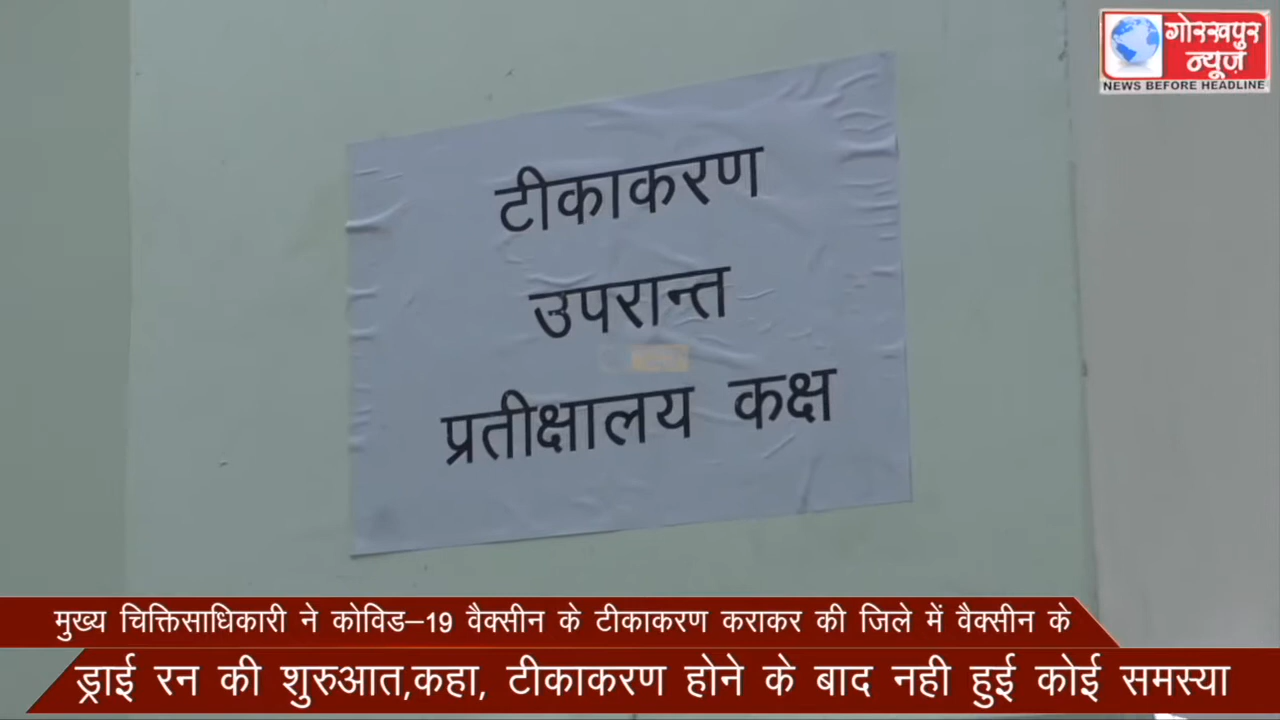 गोरखपुर
न्यूज़
NEWS BEFORE HEADLINE
टीकाकरण
उपरान्त
प्रतीक्षालय कक्ष
मुख्य चिक्तिसाधिकारी ने कोविड–19 वैक्सीन के टीकाकरण कराकर की जिले में वैक्सीन के
ड्राई रन की शुरुआत,कहा, टीकाकरण होने के बाद नही हुई कोई समस्या